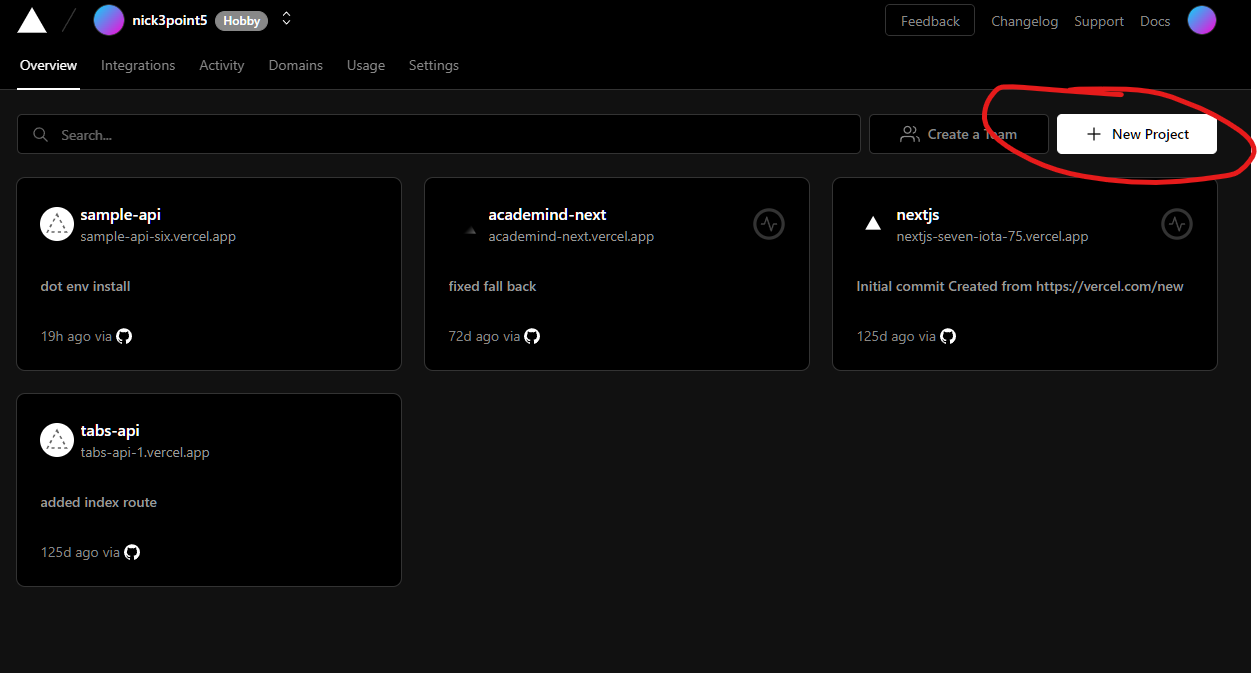 nick3point5 Hobby Feedback Changelog Support Docs
Overview Integrations Activity Domains Usage Settings
Search... Create a Team New Project
sample-api
sample-api-six.vercel.app
dot env install
19h ago via
academind-next
academind-next.vercel.app
fixed fall back
72d ago via
nextjs
nextjs-seven-iota-75.vercel.app
Initial commit Created from https://vercel.com/new
125d ago via
tabs-api
tabs-api-1.vercel.app
added index route
125d ago via